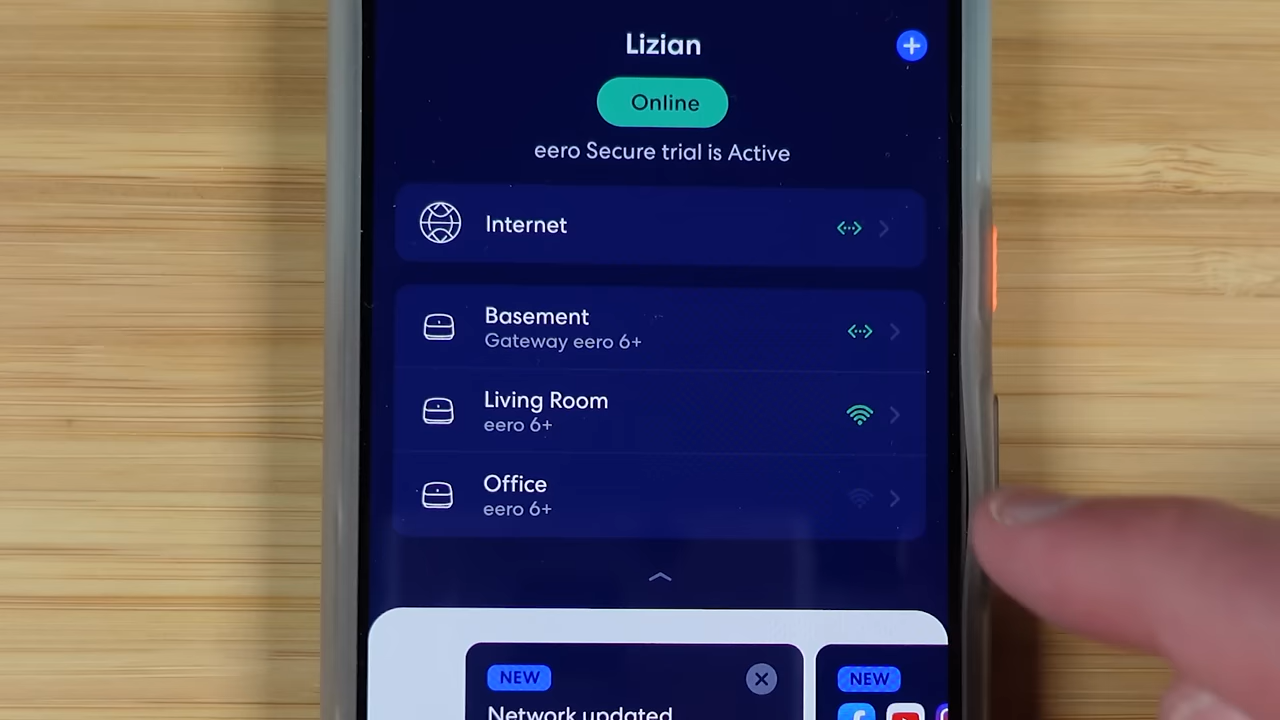 Lizian
Online
eero Secure trial is Active
Internet
Basement
Gateway eero 6+
Living Room
eero 6+
Office
eero 6+
NEW
NEW
Network updated